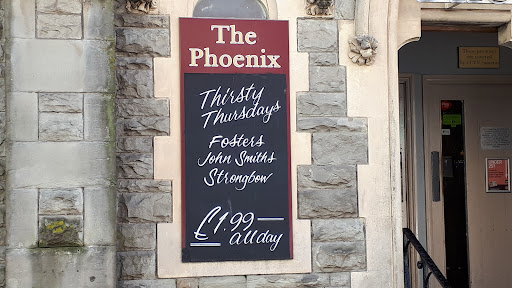 The
Phoenix
Thirsty
Thursdays
Fosters
John Smiths
Strongbow
£1.99
all day